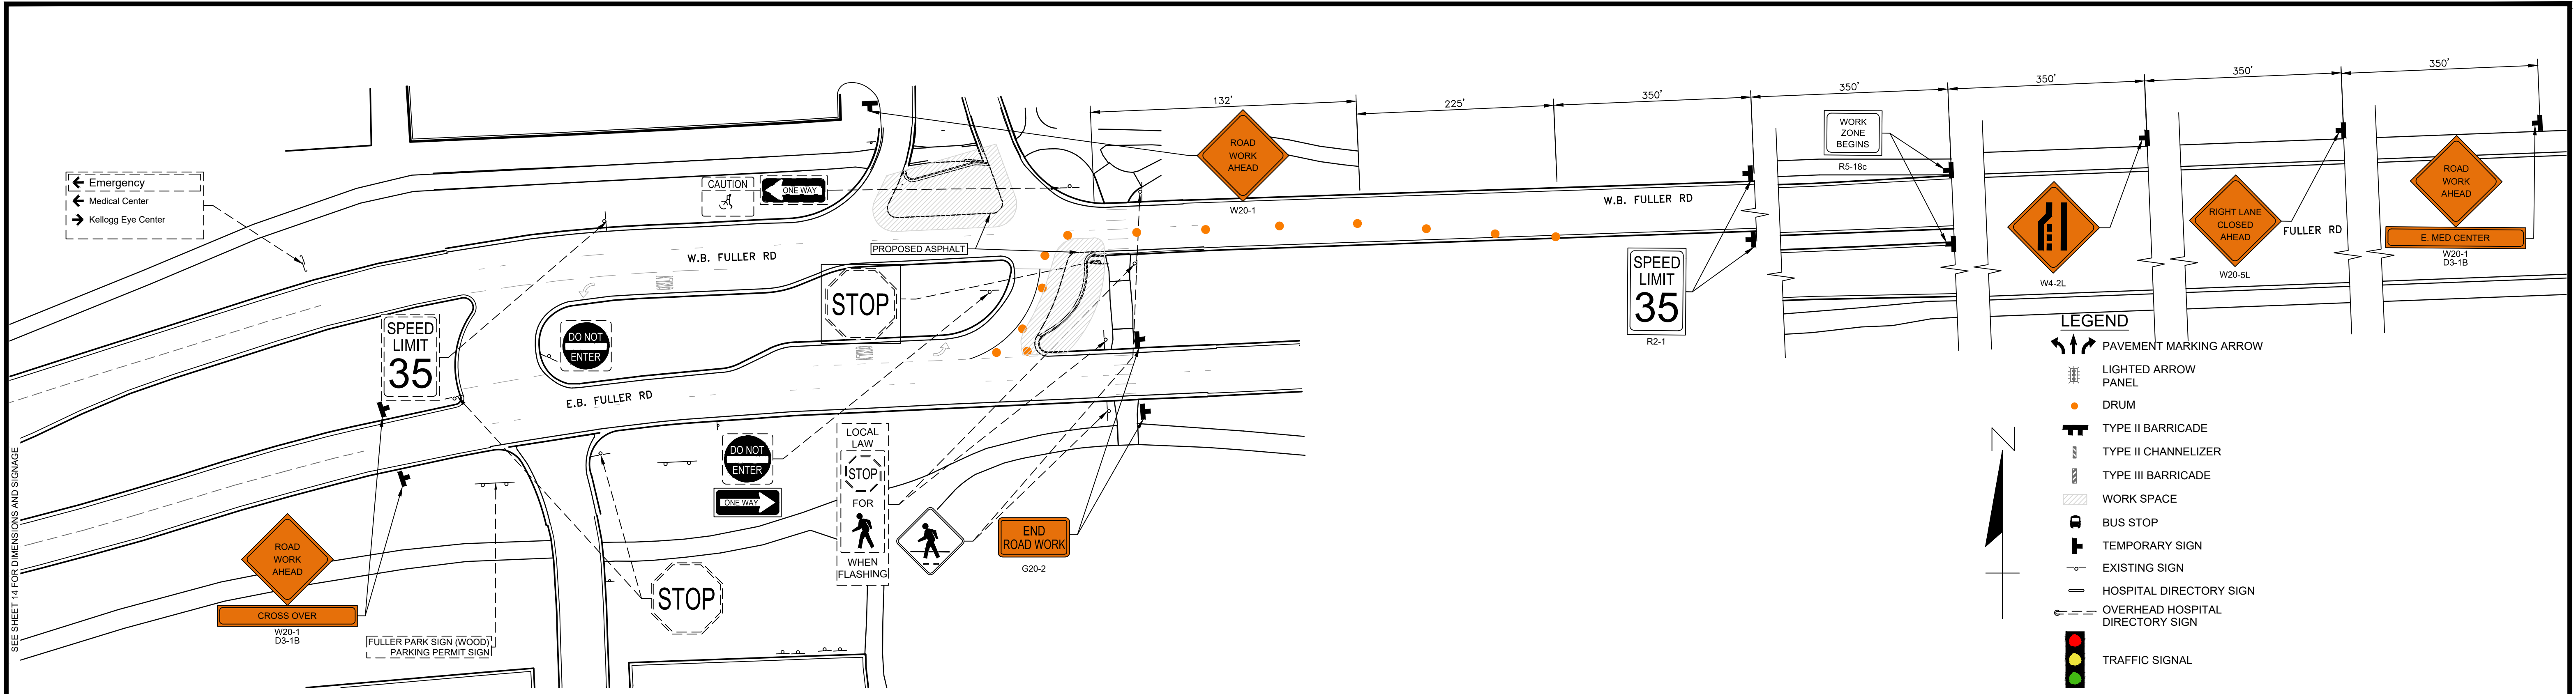 132'
225'
350'
350'
350'
350'
350'
Emergency
Medical Center
Kellogg Eye Center
CAUTION
ONE WAY
ROAD
WORK
AHEAD
W20-1
WORK
ZONE
BEGINS
R5-18c
W.B. FULLER RD
PROPOSED ASPHALT
W.B. FULLER RD
SPEED
LIMIT
35
R2-1
W4-2L
RIGHT LANE
CLOSED
AHEAD
W20-5L
FULLER RD
ROAD
WORK
AHEAD
E. MED CENTER
W20-1
D3-1B
STOP
SPEED
LIMIT
35
DO NOT
ENTER
E.B. FULLER RD
DO NOT
ENTER
ONE WAY
LOCAL
LAW
STOP
FOR
WHEN
FLASHING
END
ROAD WORK
G20-2
STOP
ROAD
WORK
AHEAD
CROSS OVER
W20-1
D3-1B
FULLER PARK SIGN (WOOD)
PARKING PERMIT SIGN
SEE SHEET 14 FOR DIMENSIONS AND SIGNAGE
N
LEGEND
PAVEMENT MARKING ARROW
LIGHTED ARROW
PANEL
DRUM
TYPE II BARRICADE
TYPE II CHANNELIZER
TYPE III BARRICADE
WORK SPACE
BUS STOP
TEMPORARY SIGN
EXISTING SIGN
HOSPITAL DIRECTORY SIGN
OVERHEAD HOSPITAL
DIRECTORY SIGN
TRAFFIC SIGNAL